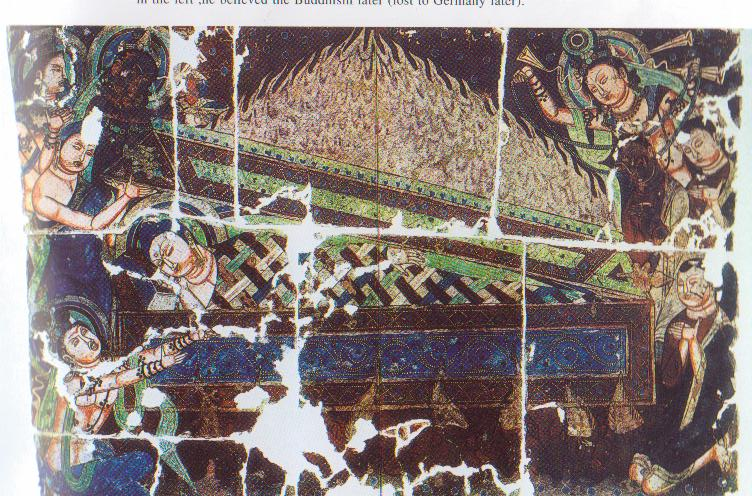 in the left ,he believed the Buddhism later (lost to Germany later).